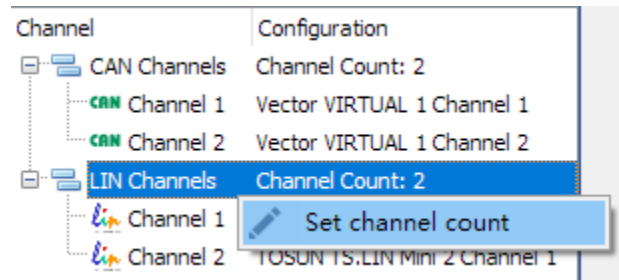 Channel Configuration
CAN Channels Channel Count: 2
CAN Channel 1 Vector VIRTUAL 1 Channel 1
CAN Channel 2 Vector VIRTUAL 1 Channel 2
LIN Channels Channel Count: 2
Lin Channel 1 Set channel count
Lin Channel 2 TOSUN TS.LIN Mini 2 Channel 1